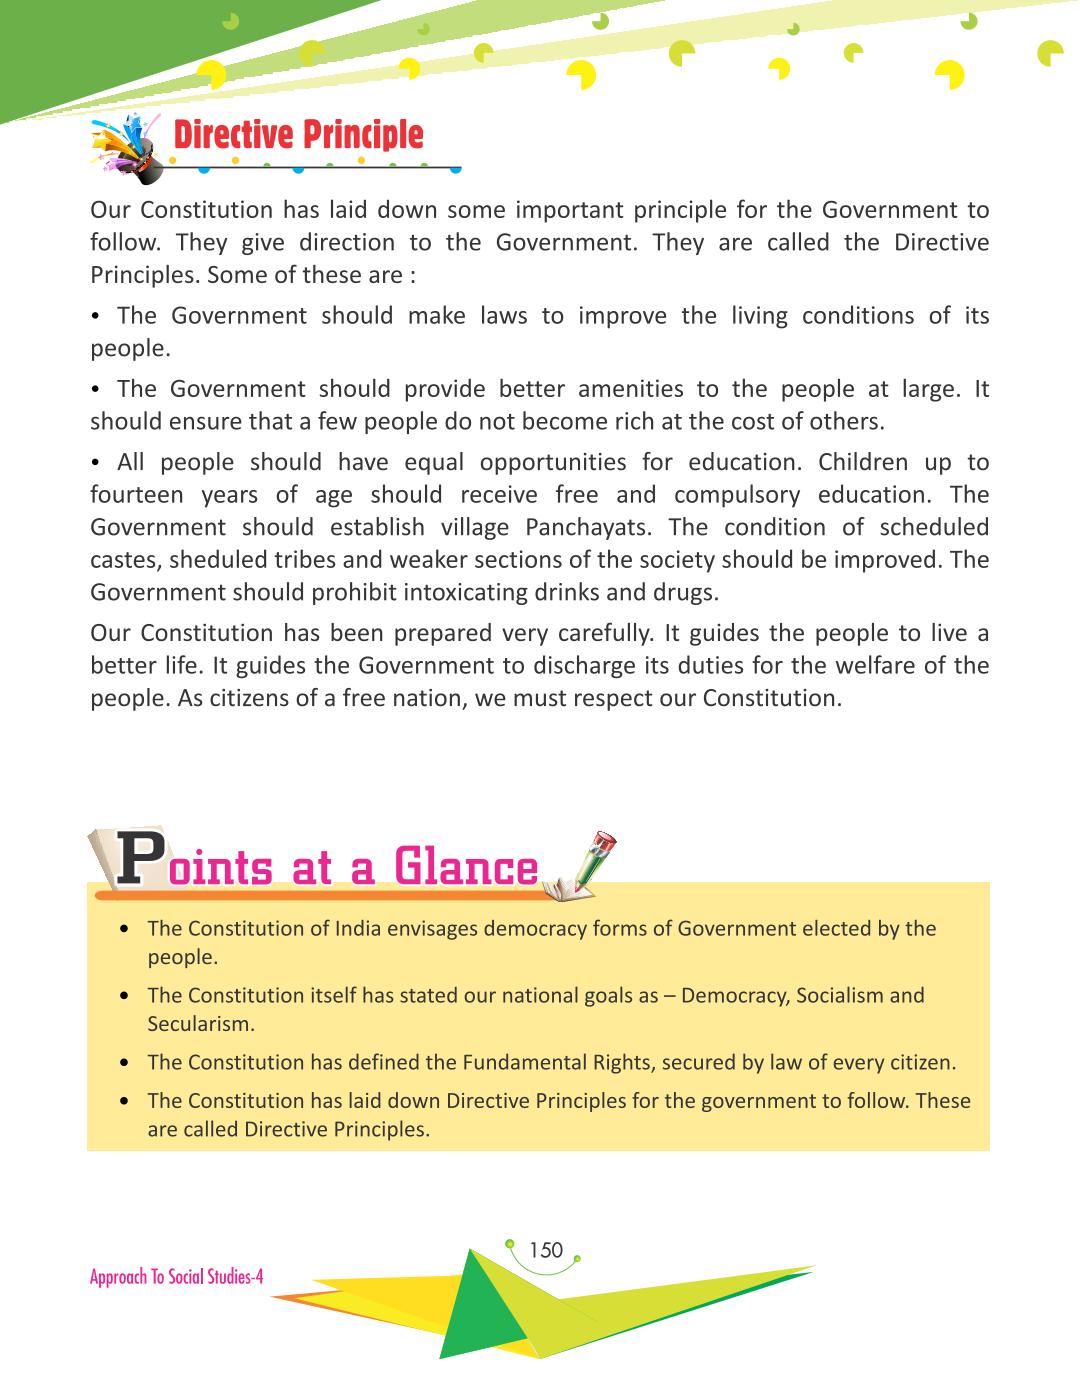 Directive Principle
Our Constitution has laid down some important principle for the Government to
follow. They give direction to the Government. They are called the Directive
Principles. Some of these are :
• The Government should make laws to improve the living conditions of its
people.
• The Government should provide better amenities to the people at large. It
should ensure that a few people do not become rich at the cost of others.
• All people should have equal opportunities for education. Children up to
fourteen years of age should receive free and compulsory education. The
Government should establish village Panchayats. The condition of scheduled
castes, sheduled tribes and weaker sections of the society should be improved. The
Government should prohibit intoxicating drinks and drugs.
Our Constitution has been prepared very carefully. It guides the people to live a
better life. It guides the Government to discharge its duties for the welfare of the
people. As citizens of a free nation, we must respect our Constitution.
Points at a Glance
• The Constitution of India envisages democracy forms of Government elected by the
people.
• The Constitution itself has stated our national goals as – Democracy, Socialism and
Secularism.
• The Constitution has defined the Fundamental Rights, secured by law of every citizen.
• The Constitution has laid down Directive Principles for the government to follow. These
are called Directive Principles.
150
Approach To Social Studies-4